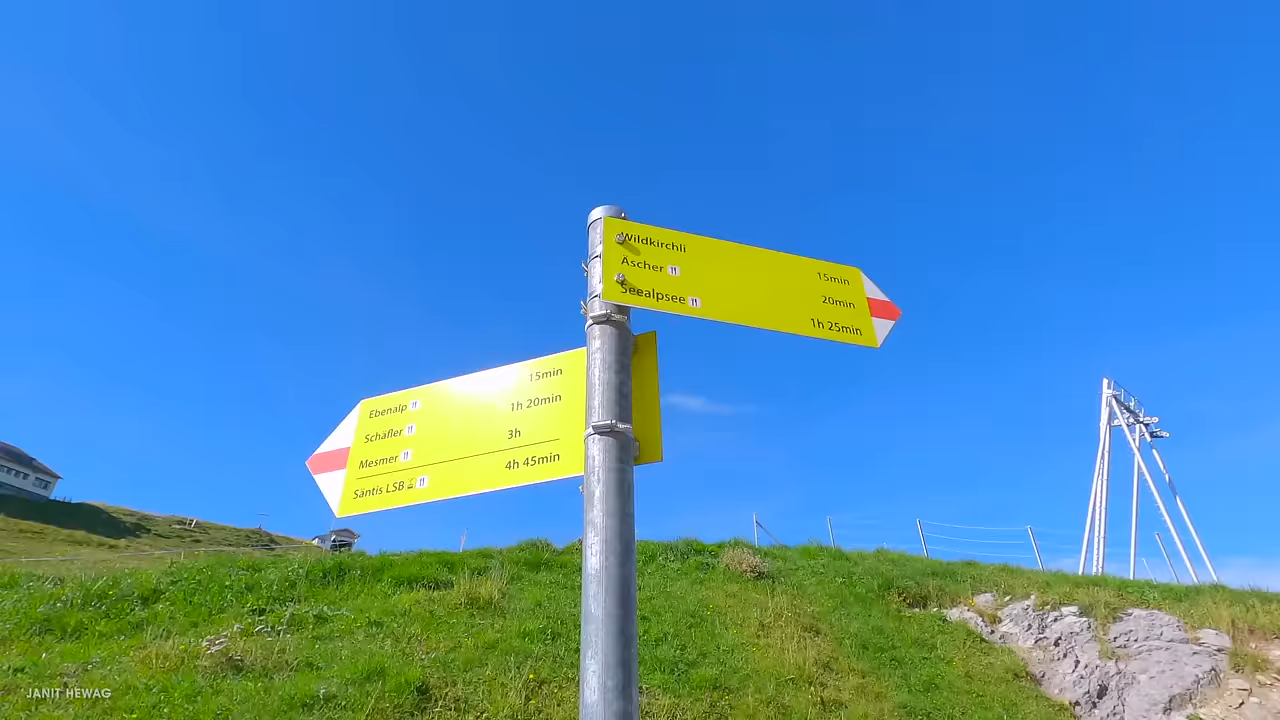 Wildkirchli 15min
Äscher 20min
Seealpsee 1h 25min
Ebenalp 15min
Schäfler 1h 20min
Mesmer 3h
Säntis LSB 4h 45min
JANIT HEWAG